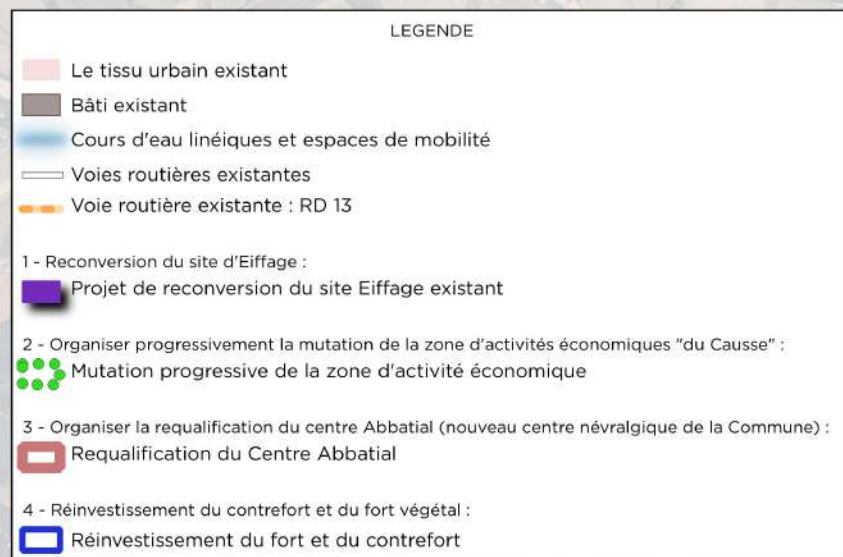 LEGENDE
Le tissu urbain existant
Bâti existant
Cours d'eau linéiques et espaces de mobilité
Voies routières existantes
Voie routière existante : RD 13
1 - Reconversion du site d'Eiffage :
Projet de reconversion du site Eiffage existant
2 - Organiser progressivement la mutation de la zone d'activités économiques "du Causse" :
Mutation progressive de la zone d'activité économique
3 - Organiser la requalification du centre Abbatial (nouveau centre névralgique de la Commune) :
Requalification du Centre Abbatial
4 - Réinvestissement du contrefort et du fort végétal :
Réinvestissement du fort et du contrefort